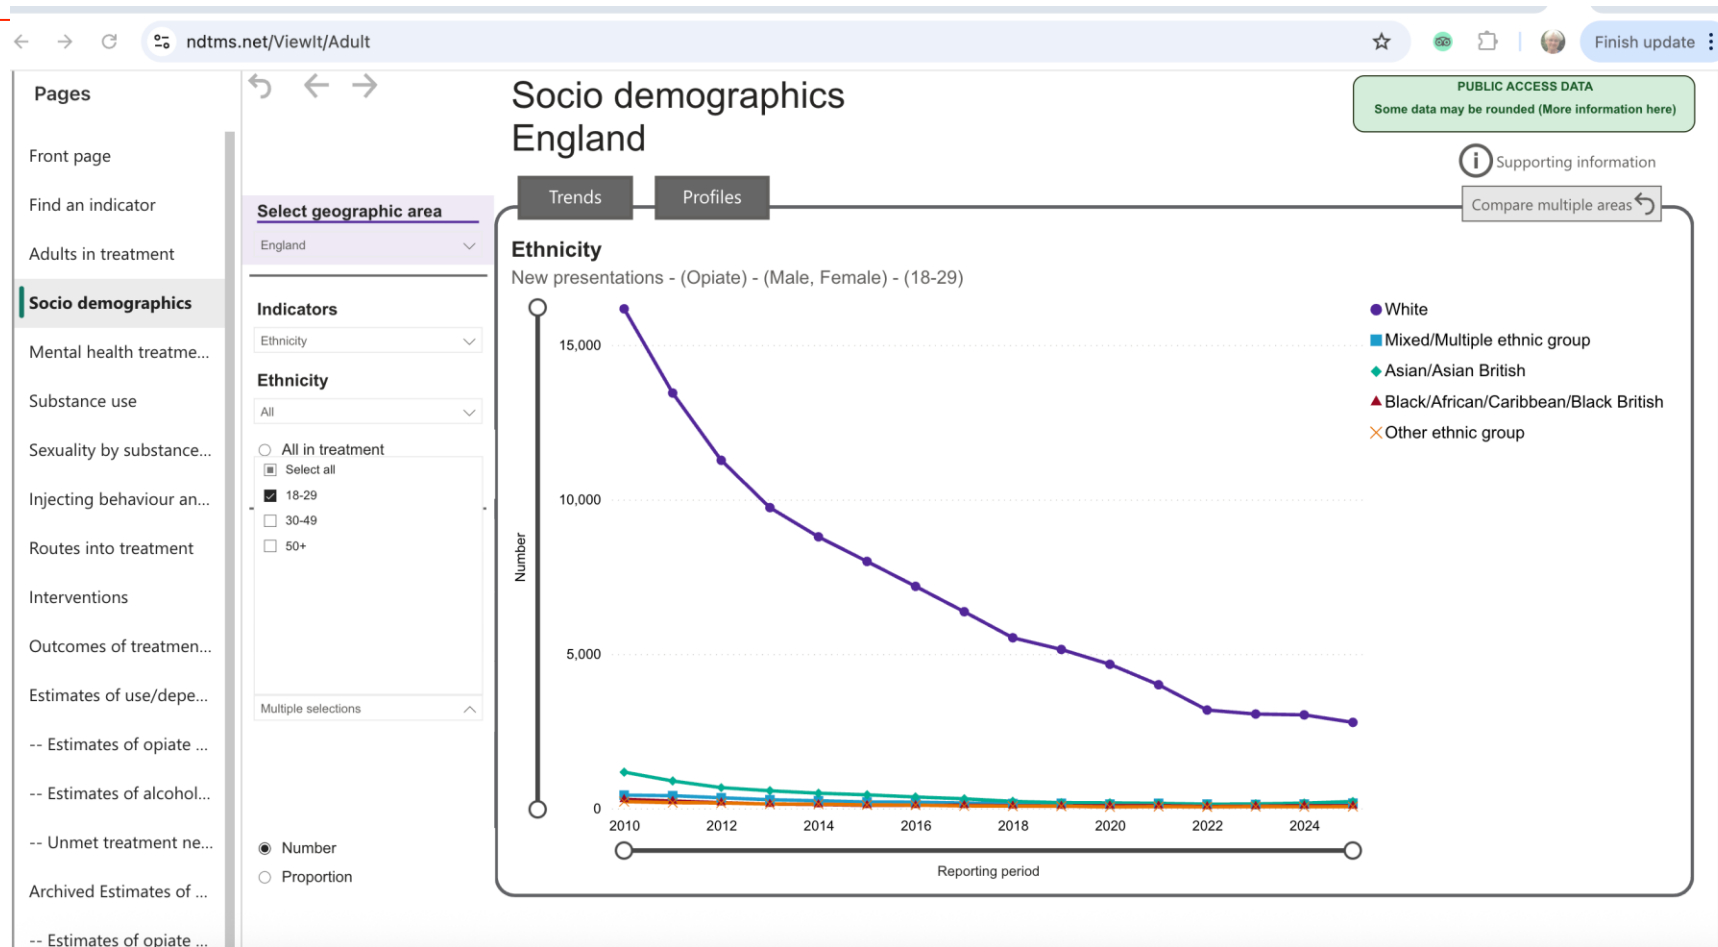 ndtms.net/ViewIt/Adult
Finish update
Pages
Front page
Find an indicator
Adults in treatment
Socio demographics
Mental health treatme...
Substance use
Sexuality by substance...
Injecting behaviour an...
Routes into treatment
Interventions
Outcomes of treatmen...
Estimates of use/depe...
-- Estimates of opiate ...
-- Estimates of alcohol...
-- Unmet treatment ne...
Archived Estimates of ...
-- Estimates of opiate ...
Select geographic area
England
Indicators
Ethnicity
Ethnicity
All
All in treatment
Select all
18-29
30-49
50+
Multiple selections
Number
Proportion
Socio demographics
England
PUBLIC ACCESS DATA
Some data may be rounded (More information here)
i Supporting information
Compare multiple areas
Trends
Profiles
Ethnicity
New presentations - (Opiate) - (Male, Female) - (18-29)
Number
15,000
10,000
5,000
0
2010 2012 2014 2016 2018 2020 2022 2024
Reporting period
White
Mixed/Multiple ethnic group
Asian/Asian British
Black/African/Caribbean/Black British
Other ethnic group